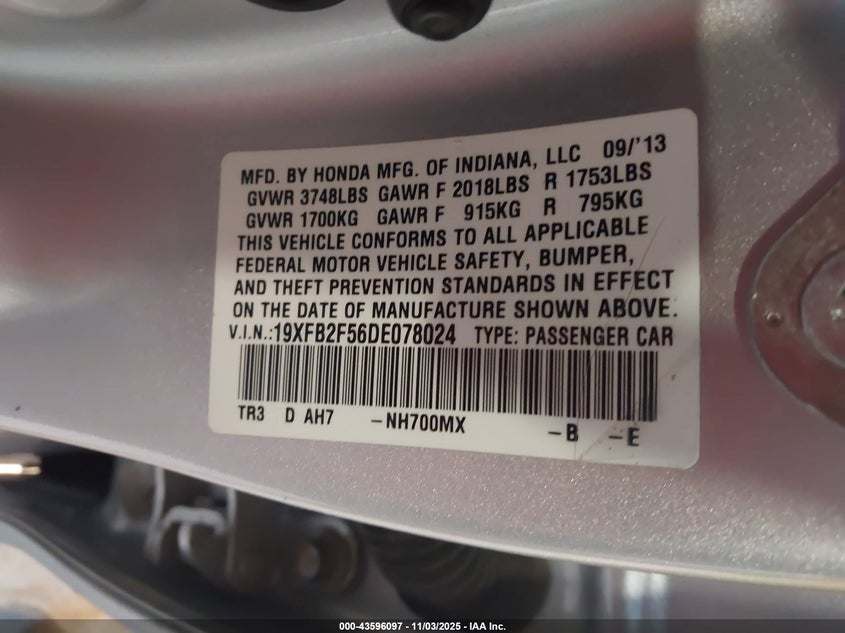 MFD. BY HONDA MFG. OF INDIANA, LLC 09/'13
GVWR 3748LBS GAWR F 2018LBS R 1753LBS
GVWR 1700KG GAWR F 915KG R 795KG
THIS VEHICLE CONFORMS TO ALL APPLICABLE
FEDERAL MOTOR VEHICLE SAFETY, BUMPER,
AND THEFT PREVENTION STANDARDS IN EFFECT
ON THE DATE OF MANUFACTURE SHOWN ABOVE.
V.I.N.:19XFB2F56DE078024 TYPE: PASSENGER CAR
TR3 D AH7 -NH700MX -B -E
000-43596097 - 11/03/2025 - IAA Inc.